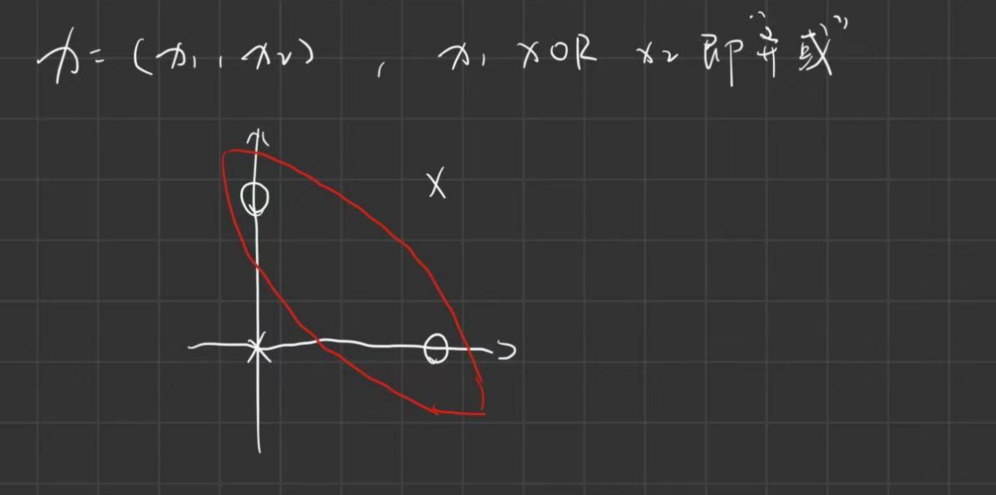 x = (x₁, x₂) , x₁ XOR x₂ 即“异或”